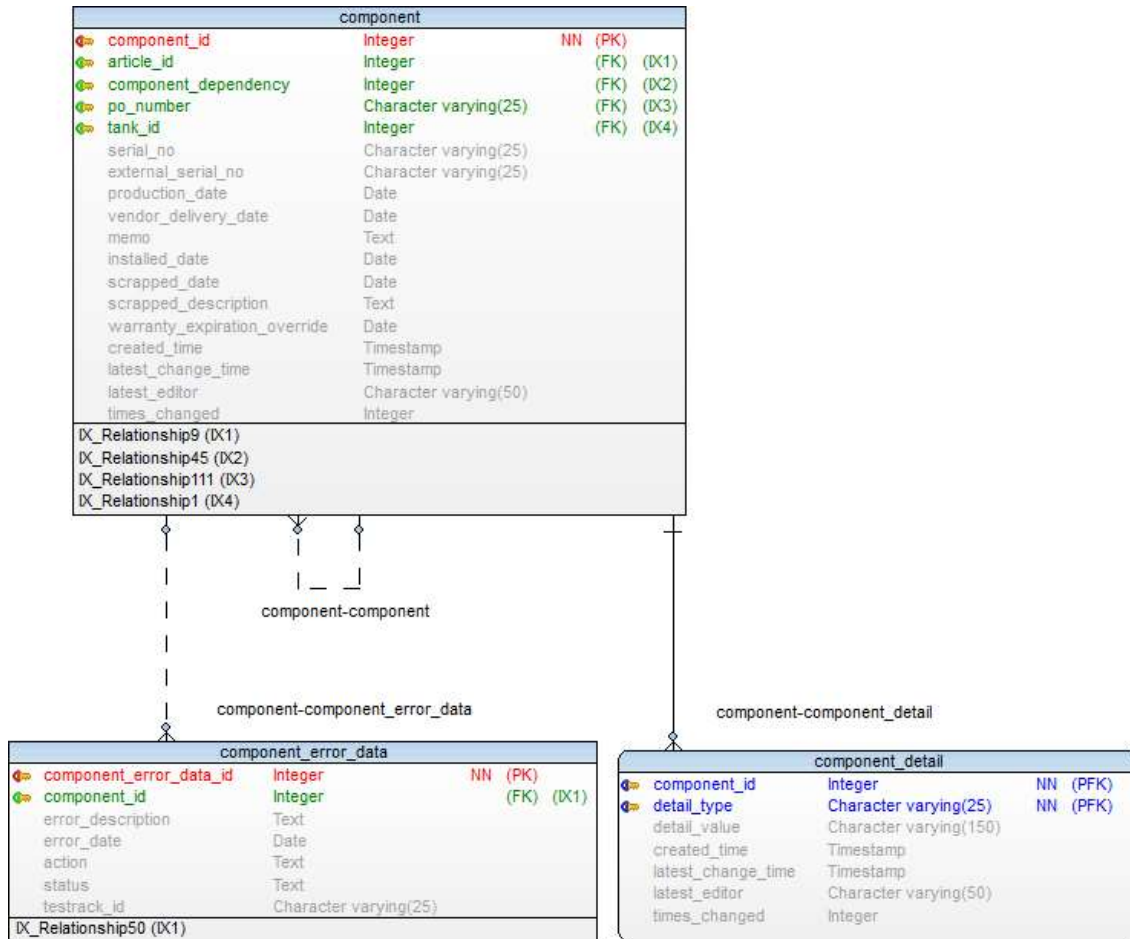 component
component_id Integer NN (PK)
article_id Integer (FK) (IX1)
component_dependency Integer (FK) (IX2)
po_number Character varying(25) (FK) (IX3)
tank_id Integer (FK) (IX4)
serial_no Character varying(25)
external_serial_no Character varying(25)
production_date Date
vendor_delivery_date Date
memo Text
installed_date Date
scrapped_date Date
scrapped_description Text
warranty_expiration_override Date
created_time Timestamp
latest_change_time Timestamp
latest_editor Character varying(50)
times_changed Integer
IX_Relationship9 (IX1)
IX_Relationship45 (IX2)
IX_Relationship111 (IX3)
IX_Relationship1 (IX4)
component-component
component-component_error_data
component-component_detail
component_error_data
component_error_data_id Integer NN (PK)
component_id Integer (FK) (IX1)
error_description Text
error_date Date
action Text
status Text
testrack_id Character varying(25)
IX_Relationship50 (IX1)
component_detail
component_id Integer NN (PFK)
detail_type Character varying(25) NN (PFK)
detail_value Character varying(150)
created_time Timestamp
latest_change_time Timestamp
latest_editor Character varying(50)
times_changed Integer